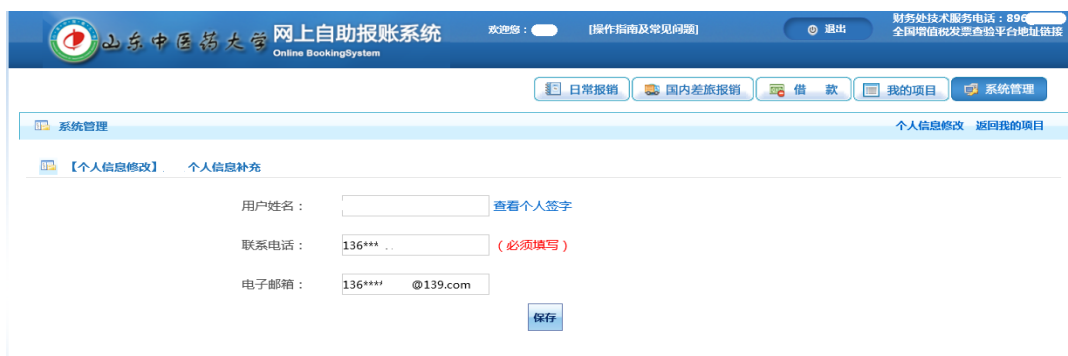 山东中医药大学 网上自助报账系统 欢迎您： [操作指南及常见问题] 退出 财务处技术服务电话：896
Online BookingSystem 全国增值税发票查验平台地址链接
日常报销 国内差旅报销 借 款 我的项目 系统管理
系统管理 个人信息修改 返回我的项目
【个人信息修改】 个人信息补充
用户姓名： 查看个人签字
联系电话： 136*** （必须填写）
电子邮箱： 136**** @139.com
保存